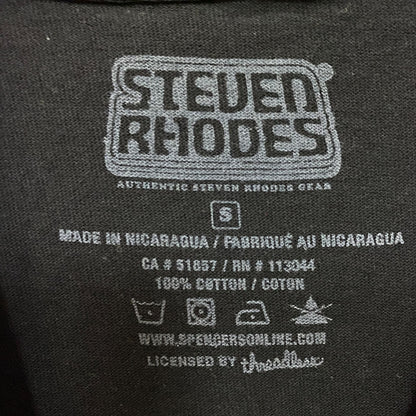 STEVEN
RHODES
AUTHENTIC STEVEN RHODES GEAR
S
MADE IN NICARAGUA / FABRIQUÉ AU NICARAGUA
CA # 51857 / RN # 113044
100% COTTON / COTON
WWW.SPENCERSONLINE.COM
LICENSED BY threadless